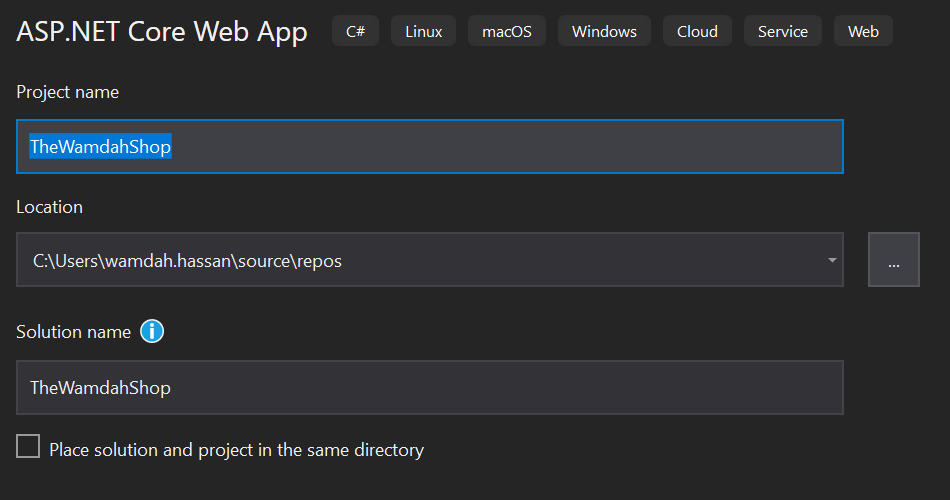 ASP.NET Core Web App C# Linux macOS Windows Cloud Service Web
Project name
TheWamdahShop
Location
C:\Users\wamdah.hassan\source\repos
...
Solution name i
TheWamdahShop
Place solution and project in the same directory